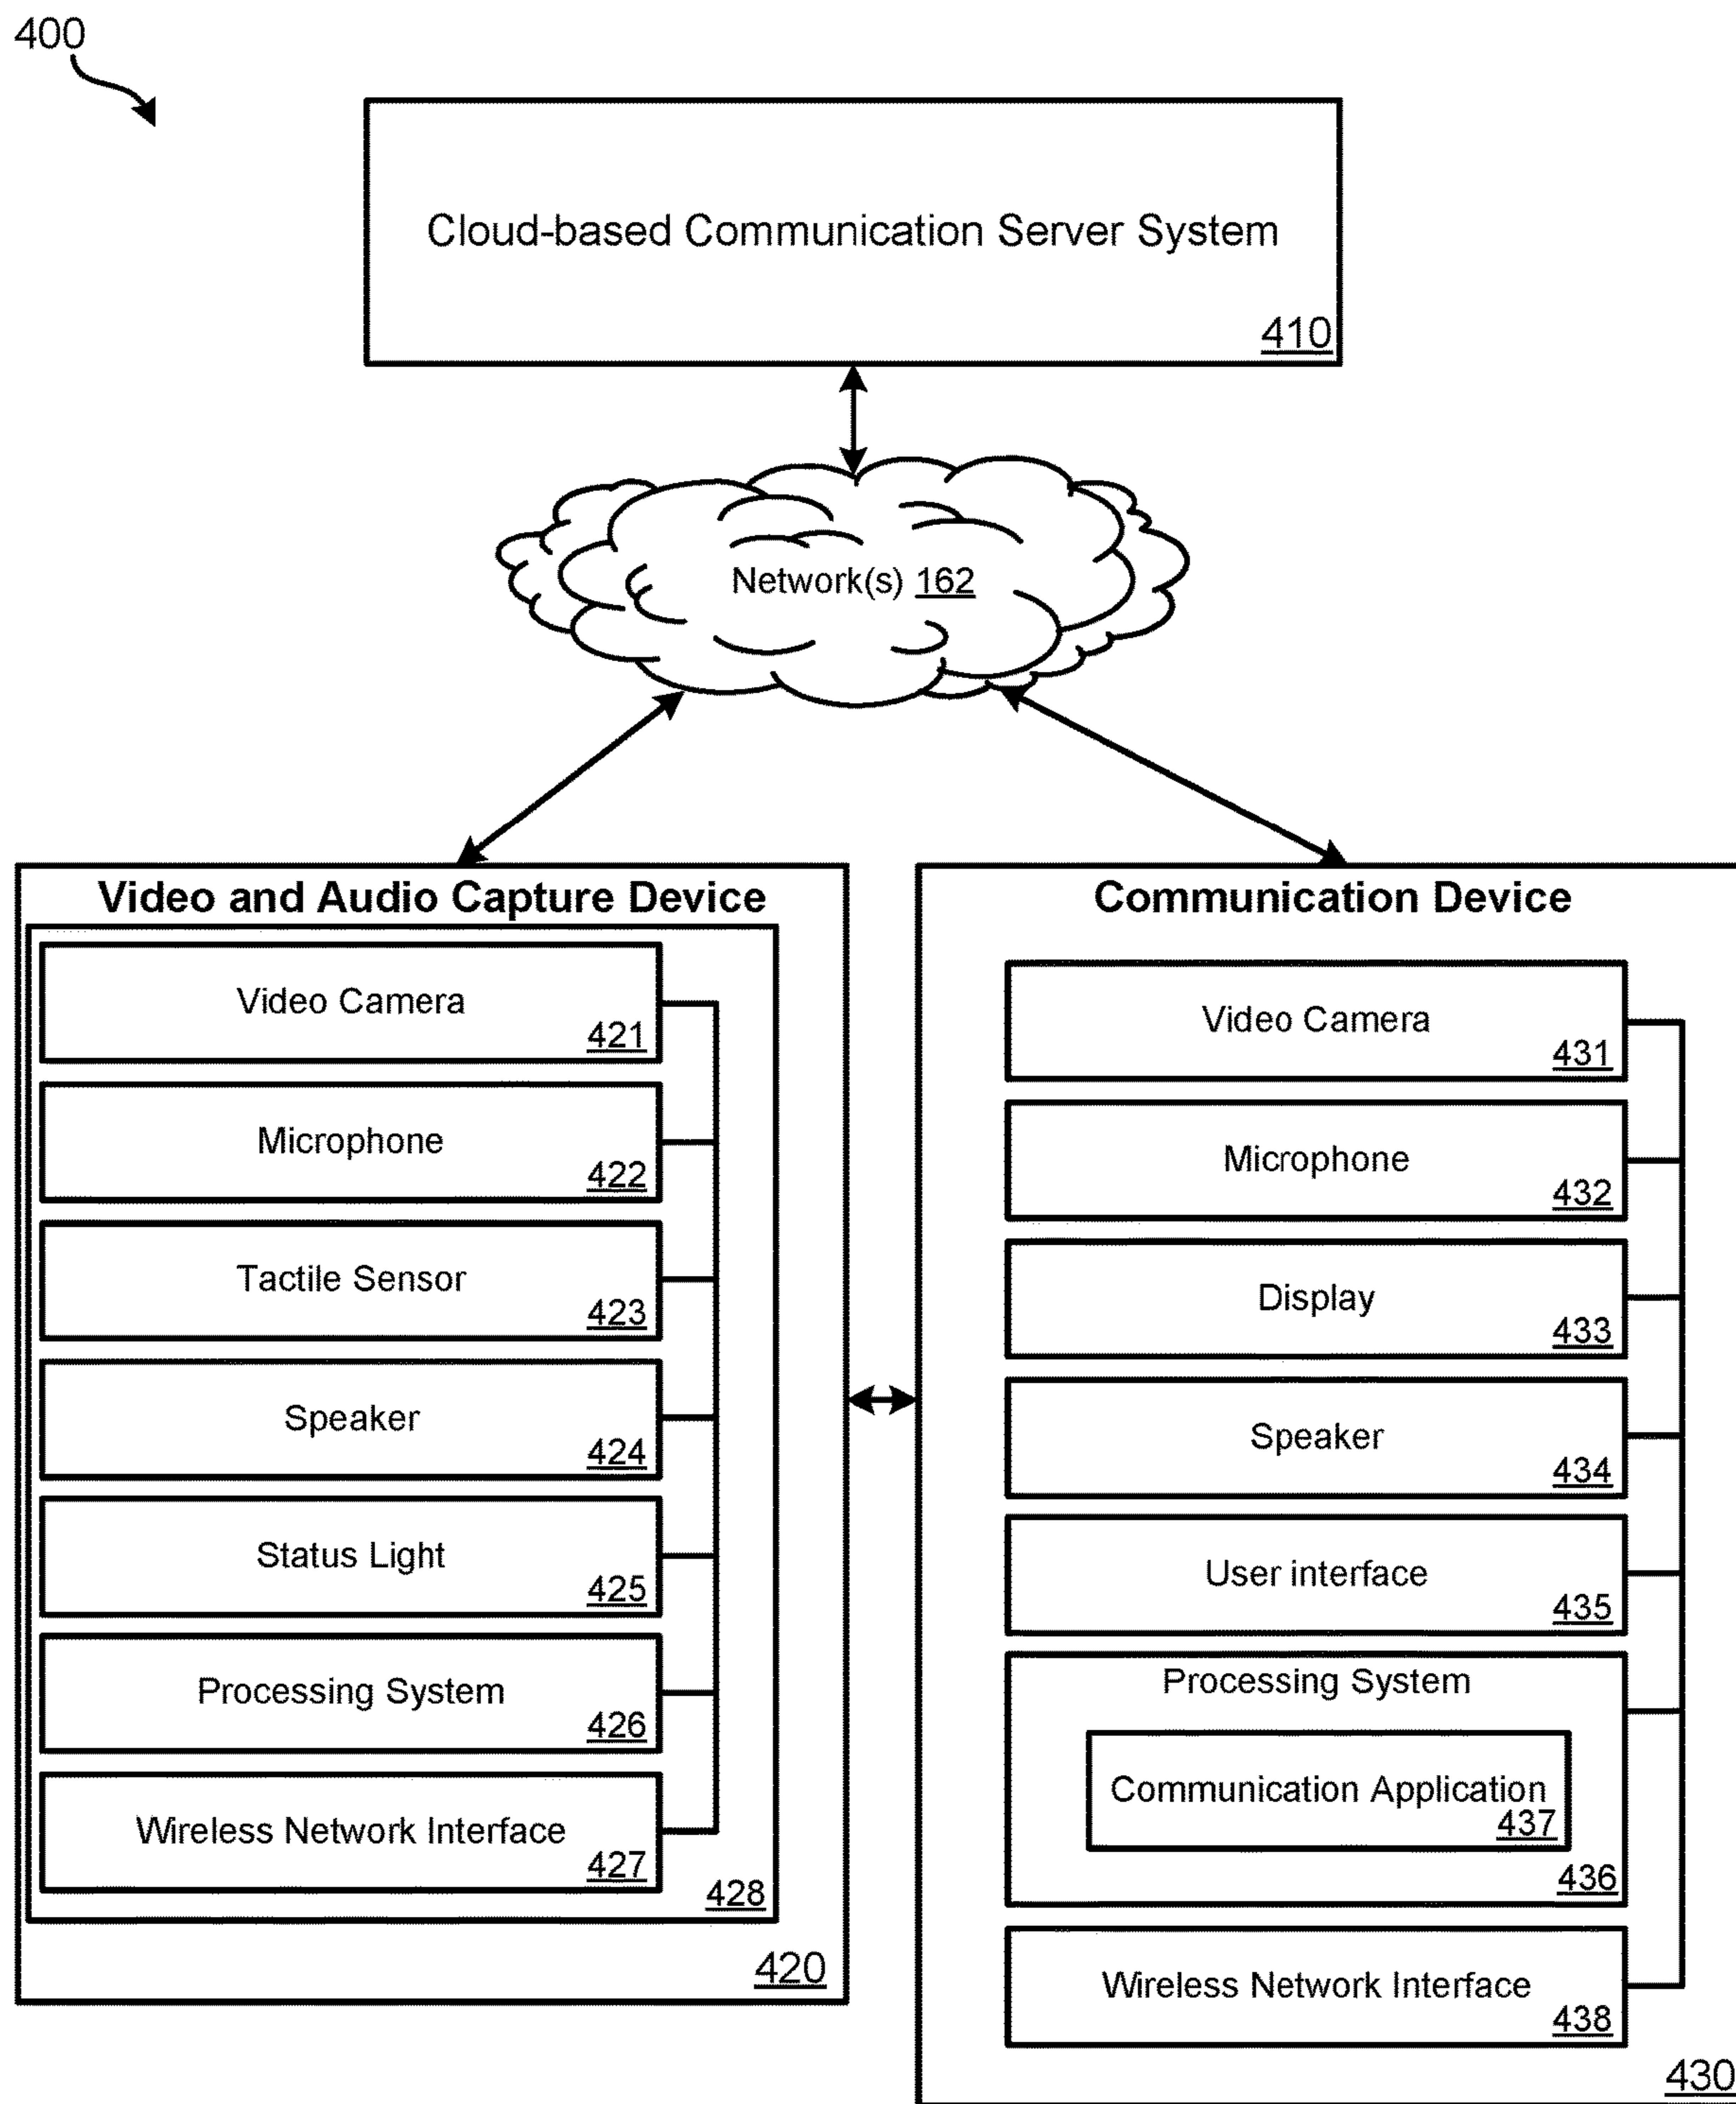 400
Cloud-based Communication Server System
410
Network(s) 162
Video and Audio Capture Device
Video Camera
421
Microphone
422
Tactile Sensor
423
Speaker
424
Status Light
425
Processing System
426
Wireless Network Interface
427
428
420
Communication Device
Video Camera
431
Microphone
432
Display
433
Speaker
434
User interface
435
Processing System
Communication Application
437
436
Wireless Network Interface
438
430